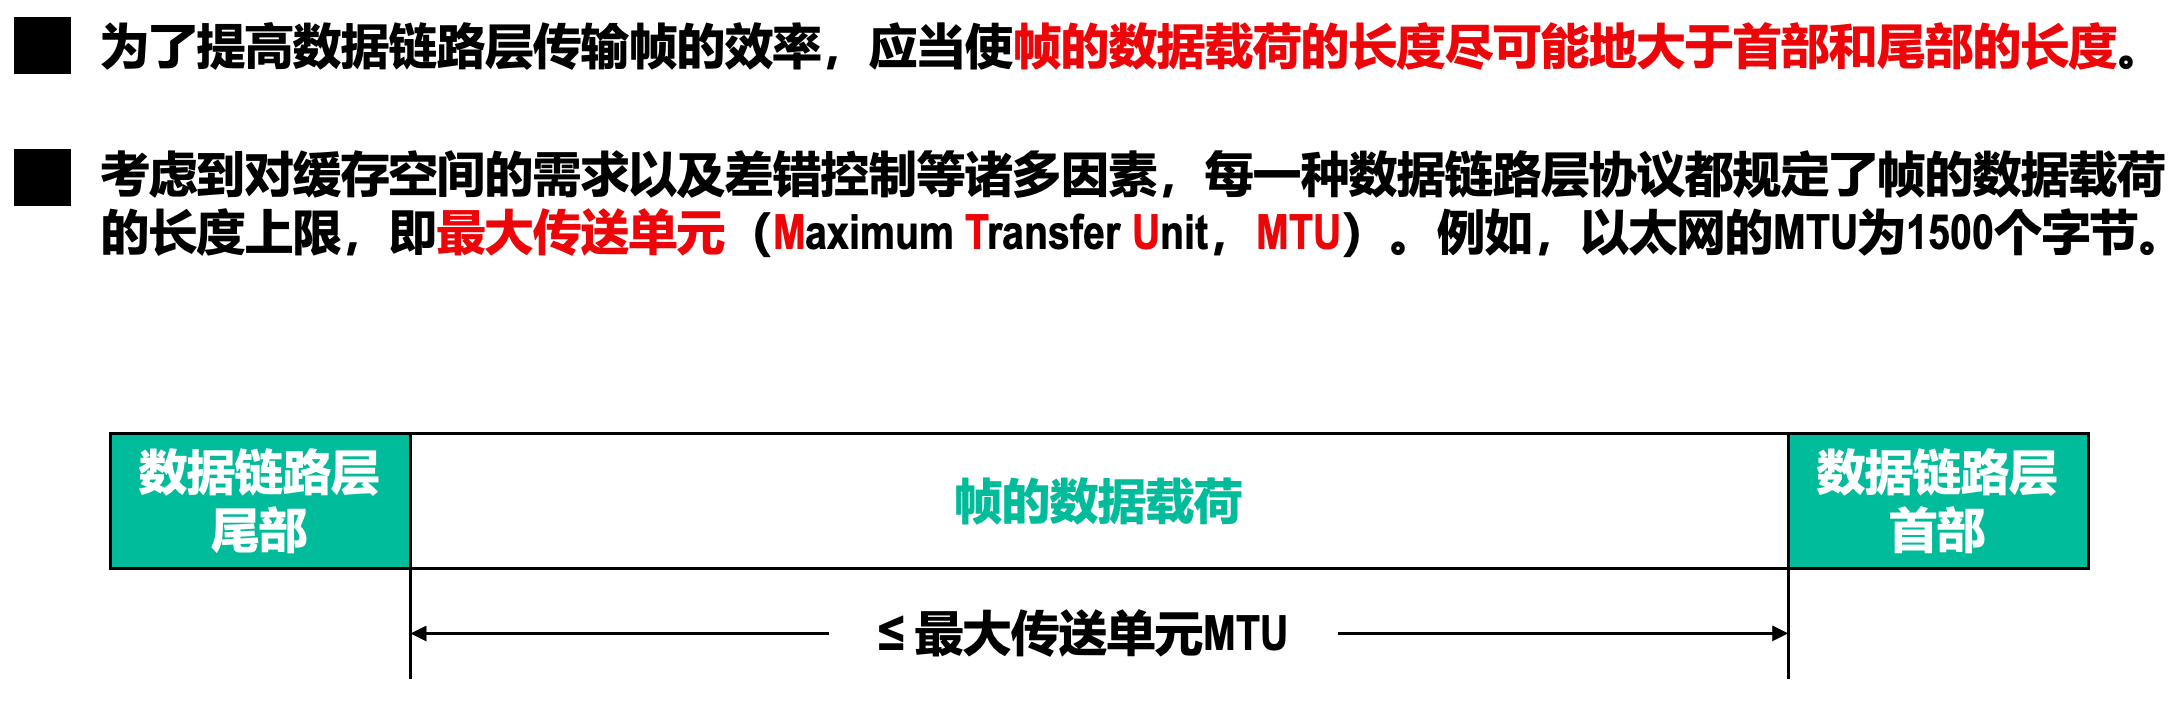 为了提高数据链路层传输帧的效率，应当使帧的数据载荷的长度尽可能地大于首部和尾部的长度。
考虑到对缓存空间的需求以及差错控制等诸多因素，每一种数据链路层协议都规定了帧的数据载荷
的长度上限，即最大传送单元（Maximum Transfer Unit，MTU）。例如，以太网的MTU为1500个字节。
数据链路层
尾部
帧的数据载荷
数据链路层
首部
≤ 最大传送单元MTU